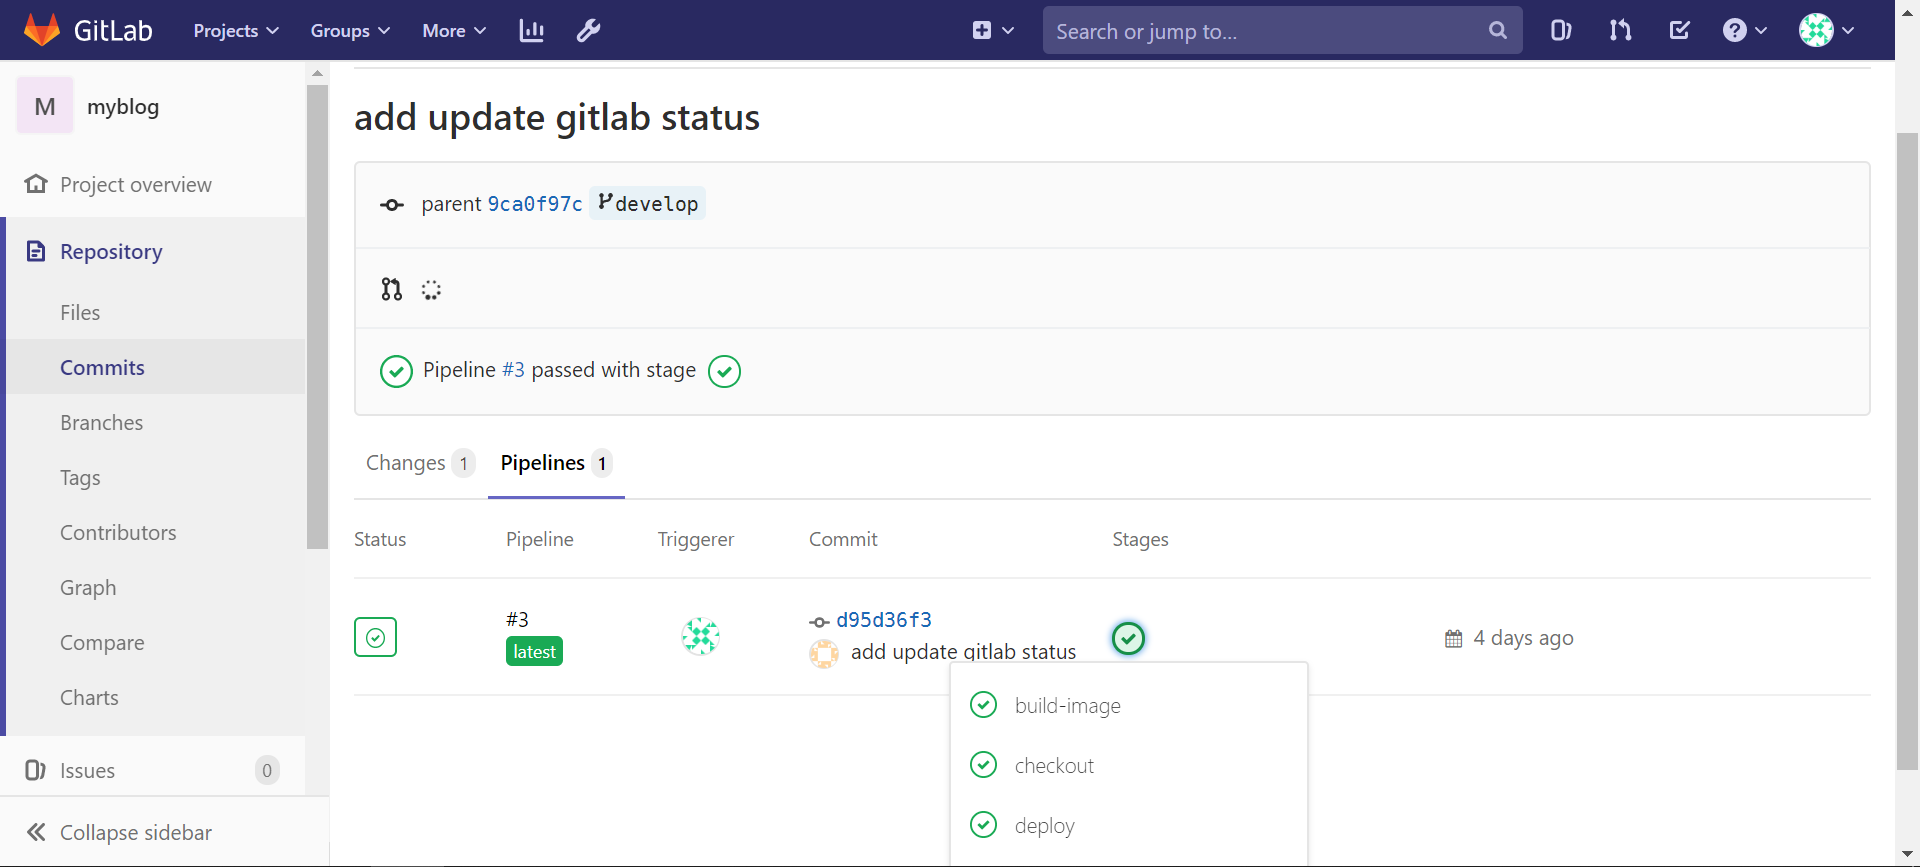 GitLab Projects Groups More Search or jump to...
M myblog
Project overview
Repository
Files
Commits
Branches
Tags
Contributors
Graph
Compare
Charts
Issues 0
Collapse sidebar
add update gitlab status
parent 9ca0f97c develop
Pipeline #3 passed with stage
Changes 1 Pipelines 1
Status Pipeline Triggerer Commit Stages
#3 d95d36f3
latest add update gitlab status 4 days ago
build-image
checkout
deploy